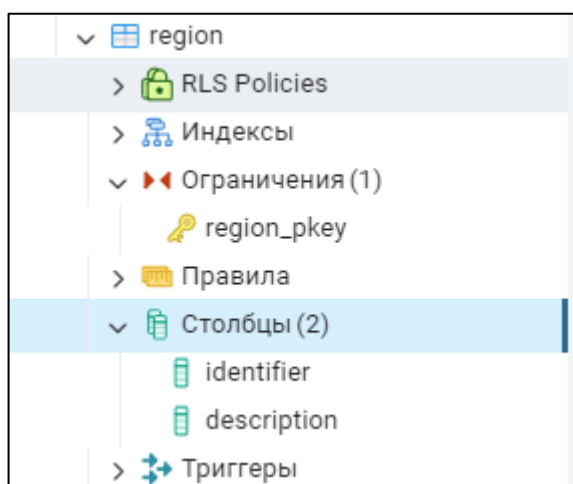 region
RLS Policies
Индексы
Ограничения (1)
region_pkey
Правила
Столбцы (2)
identifier
description
Триггеры